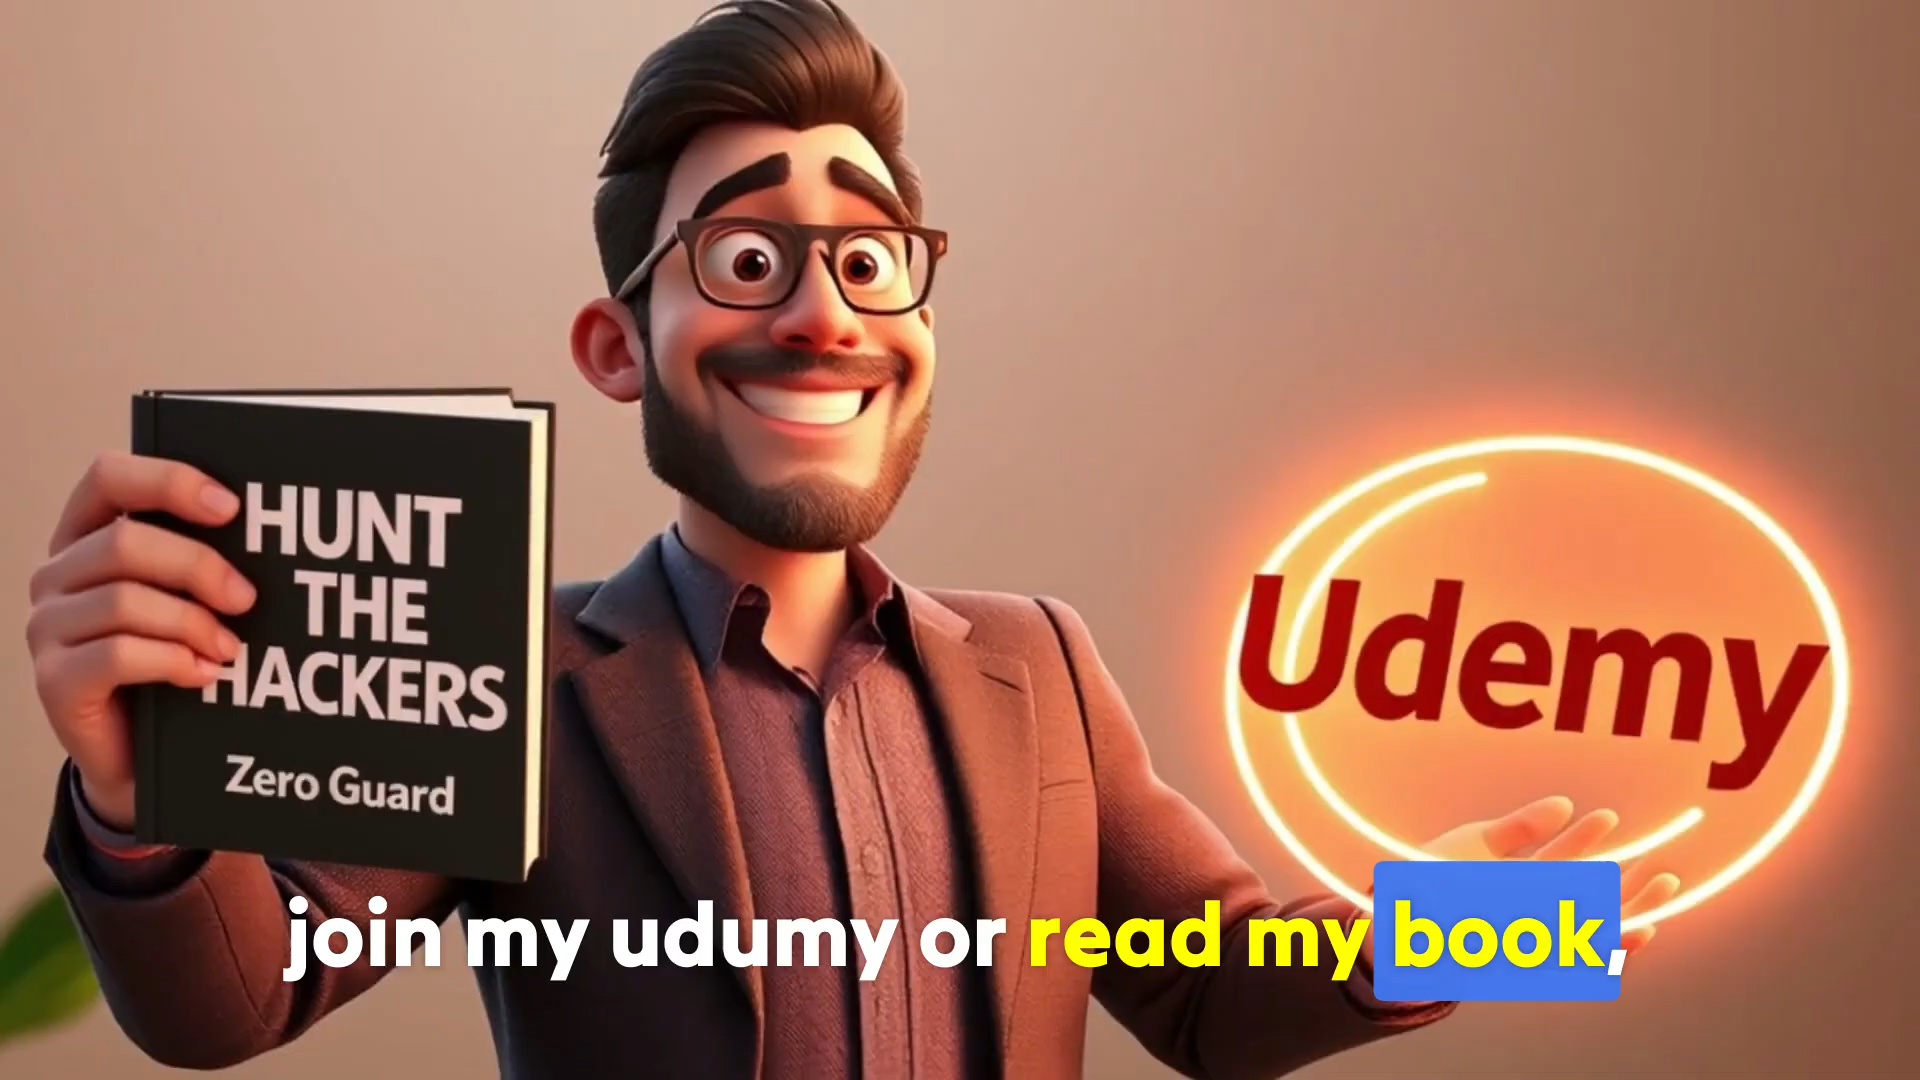 HUNT
THE
HACKERS
Zero Guard
Udemy
join my udumy or read my book,